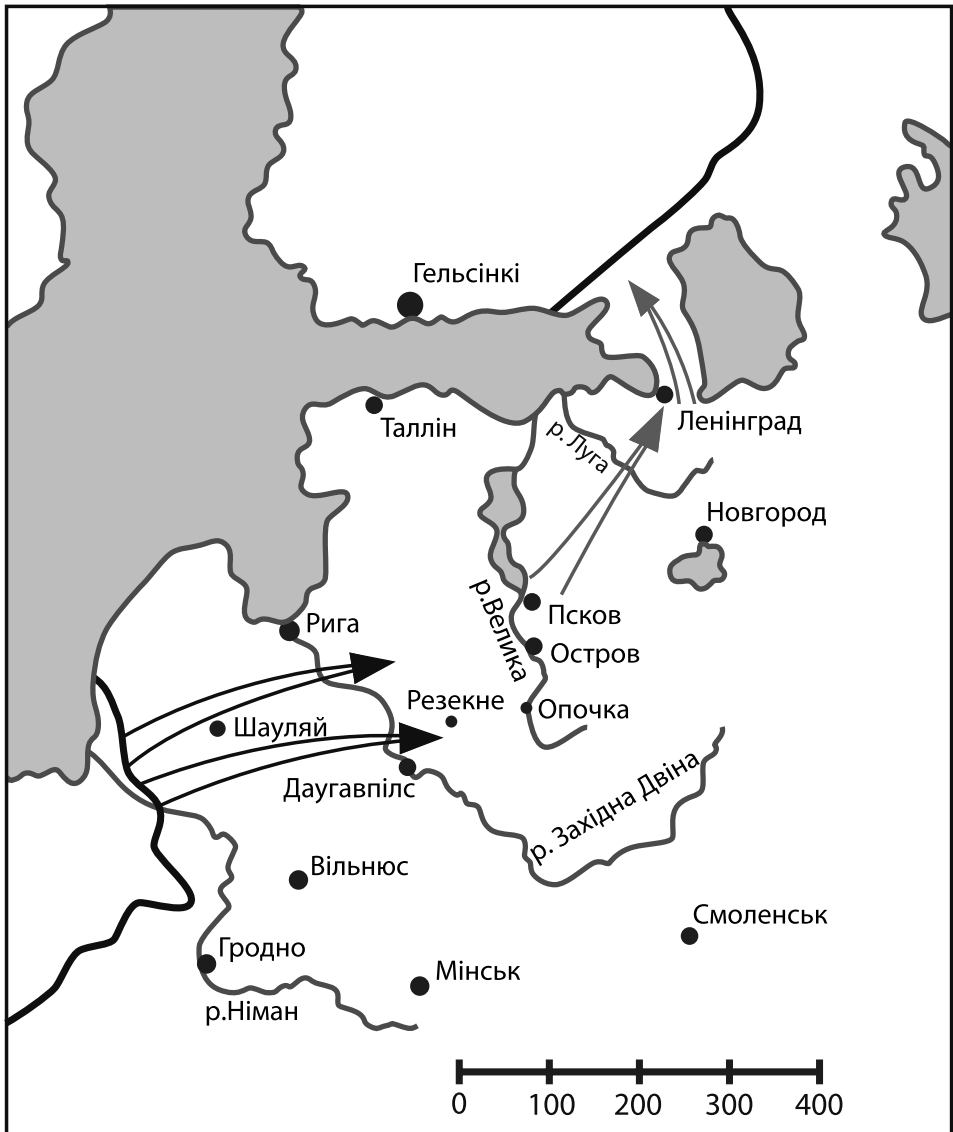 Гельсінкі
Таллін
Ленінград
р. Луга
Новгород
р.Велика
Псков
Рига
Остров
Резекне
Опочка
Шауляй
Даугавпілс
р. Західна Двіна
Вільнюс
Смоленськ
Гродно
Мінськ
р.Німан
0 100 200 300 400